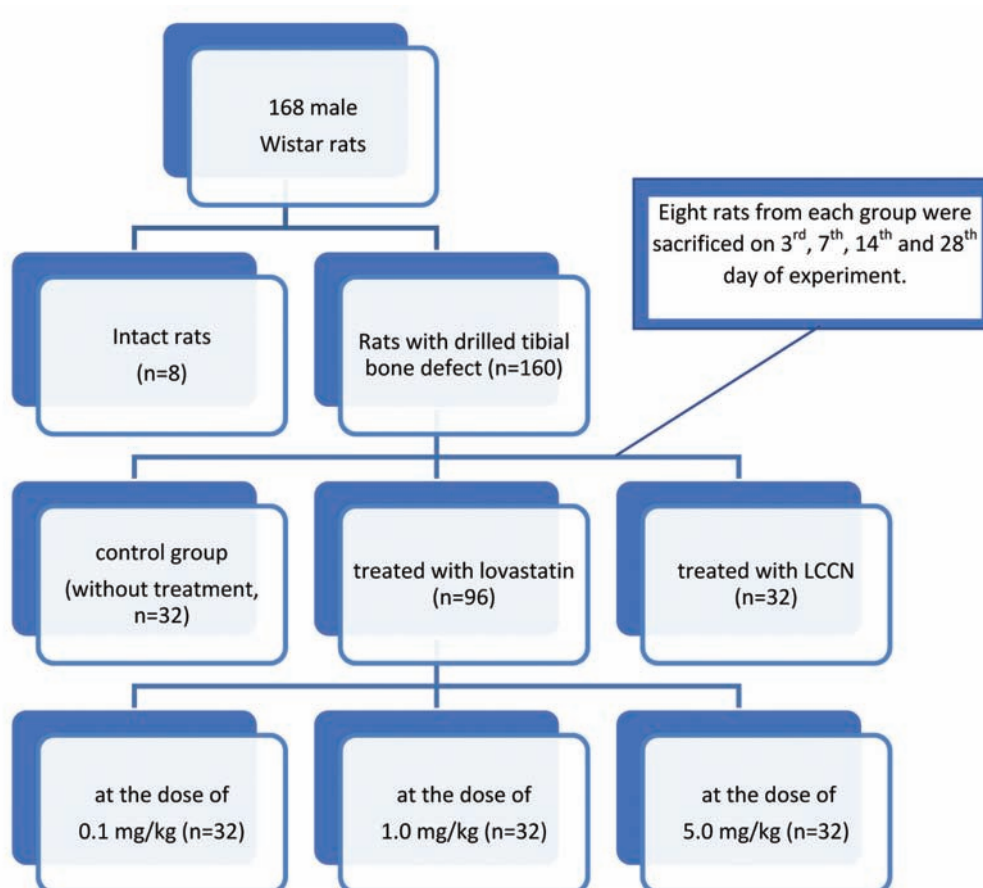 168 male
Wistar rats
Eight rats from each group were
sacrificed on 3rd, 7th, 14th and 28th
day of experiment.
Intact rats
(n=8)
Rats with drilled tibial
bone defect (n=160)
control group
(without treatment,
n=32)
treated with lovastatin
(n=96)
treated with LCCN
(n=32)
at the dose of
0.1 mg/kg (n=32)
at the dose of
1.0 mg/kg (n=32)
at the dose of
5.0 mg/kg (n=32)